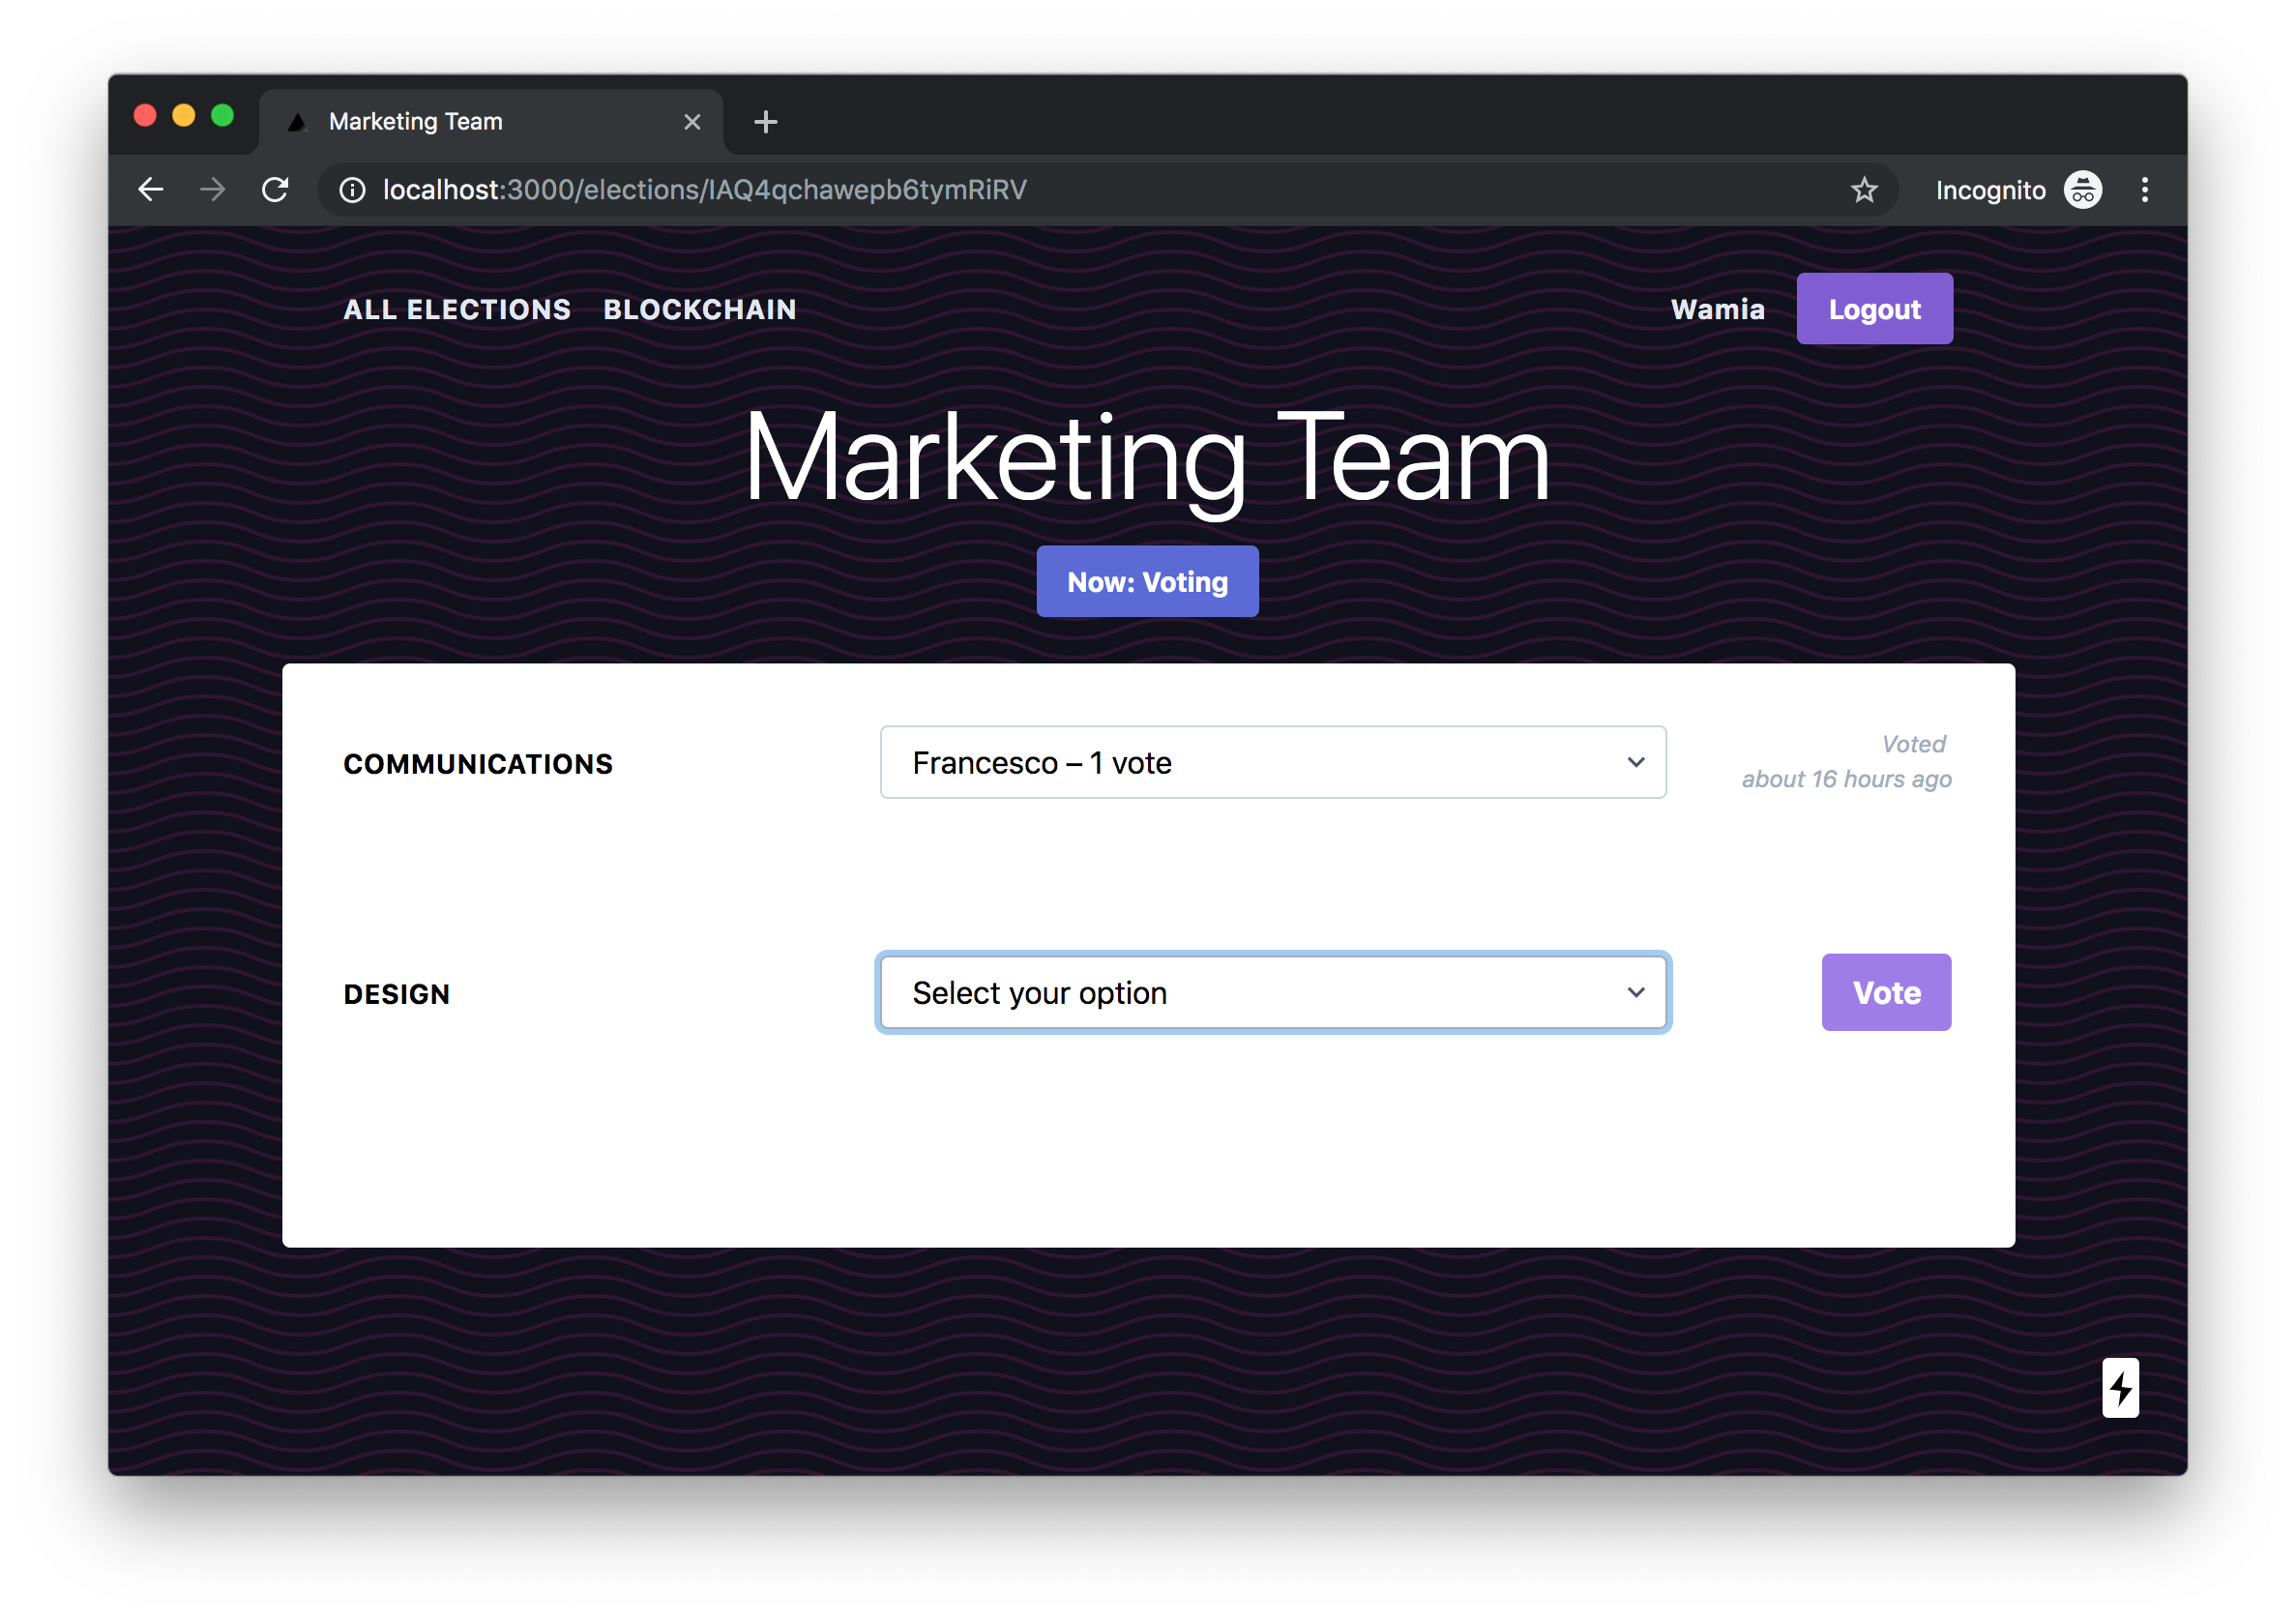 Marketing Team
localhost:3000/elections/IAQ4qchawepb6tymRiRV
Incognito
ALL ELECTIONS BLOCKCHAIN Wamia Logout
Marketing Team
Now: Voting
COMMUNICATIONS
Francesco – 1 vote
Voted
about 16 hours ago
DESIGN
Select your option
Vote